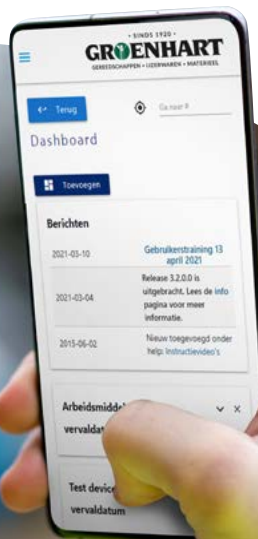 • SINDS 1920 •
GROENHART
GEREEDSCHAPPEN • IJZERWAREN • MATERIEEL
Terug
Ga naar #
Dashboard
Toevoegen
Berichten
2021-03-10
Gebruikerstraining 13
april 2021
2021-03-04
Release 3.2.0.0 is
uitgebracht. Lees de info
pagina voor meer
informatie.
2015-06-02
Nieuw toegevoegd onder
help: Instructievideo's
vervaldatum
Test device
vervaldatum